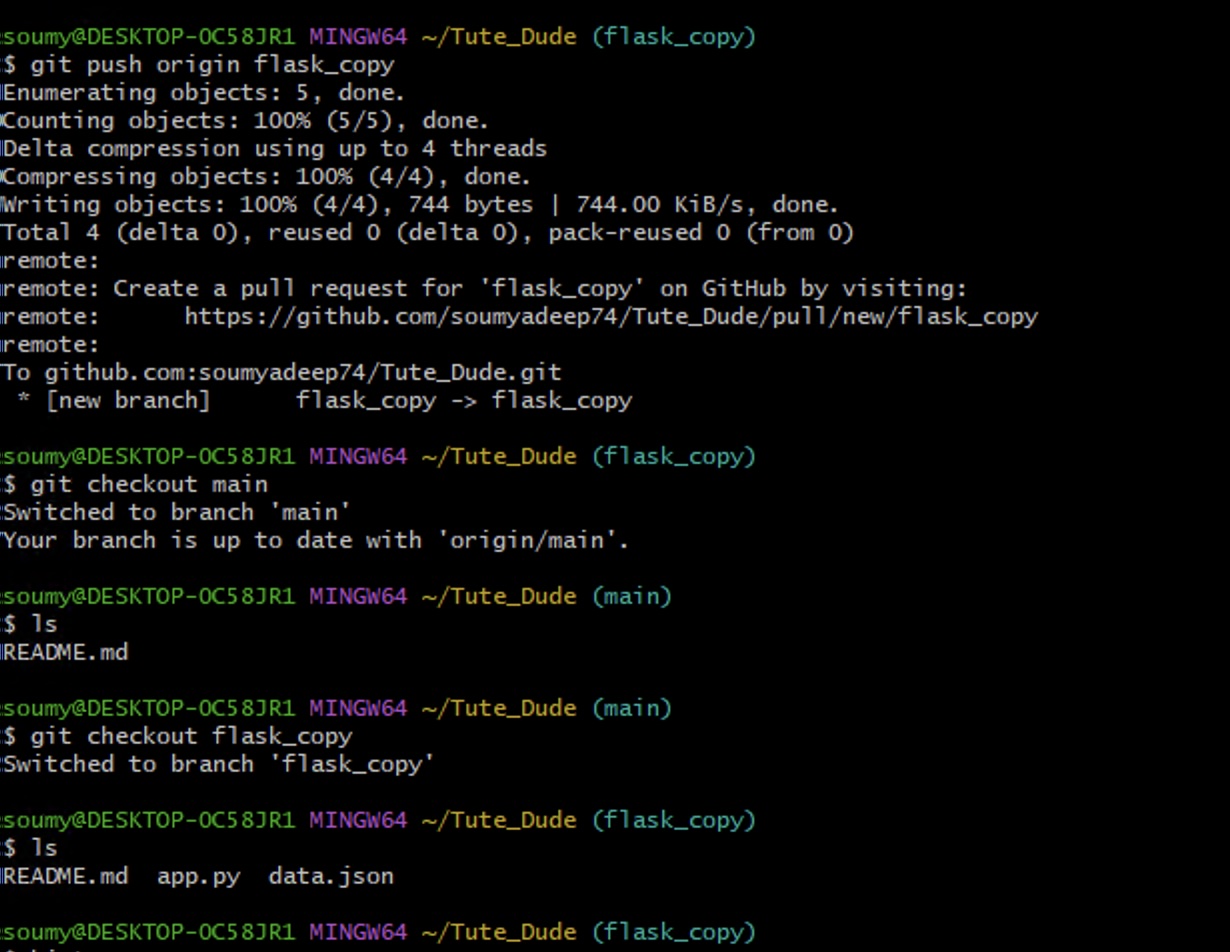 soumy@DESKTOP-OC58JR1 MINGW64 ~/Tute_Dude (flask_copy)
$ git push origin flask_copy
Enumerating objects: 5, done.
Counting objects: 100% (5/5), done.
Delta compression using up to 4 threads
Compressing objects: 100% (4/4), done.
Writing objects: 100% (4/4), 744 bytes | 744.00 KiB/s, done.
Total 4 (delta 0), reused 0 (delta 0), pack-reused 0 (from 0)
remote:
remote: Create a pull request for 'flask_copy' on GitHub by visiting:
remote:      https://github.com/soumyadeep74/Tute_Dude/pull/new/flask_copy
remote:
To github.com:soumyadeep74/Tute_Dude.git
 * [new branch]      flask_copy -> flask_copy
soumy@DESKTOP-OC58JR1 MINGW64 ~/Tute_Dude (flask_copy)
$ git checkout main
Switched to branch 'main'
Your branch is up to date with 'origin/main'.
soumy@DESKTOP-OC58JR1 MINGW64 ~/Tute_Dude (main)
$ ls
README.md
soumy@DESKTOP-OC58JR1 MINGW64 ~/Tute_Dude (main)
$ git checkout flask_copy
Switched to branch 'flask_copy'
soumy@DESKTOP-OC58JR1 MINGW64 ~/Tute_Dude (flask_copy)
$ ls
README.md  app.py  data.json
soumy@DESKTOP-OC58JR1 MINGW64 ~/Tute_Dude (flask_copy)